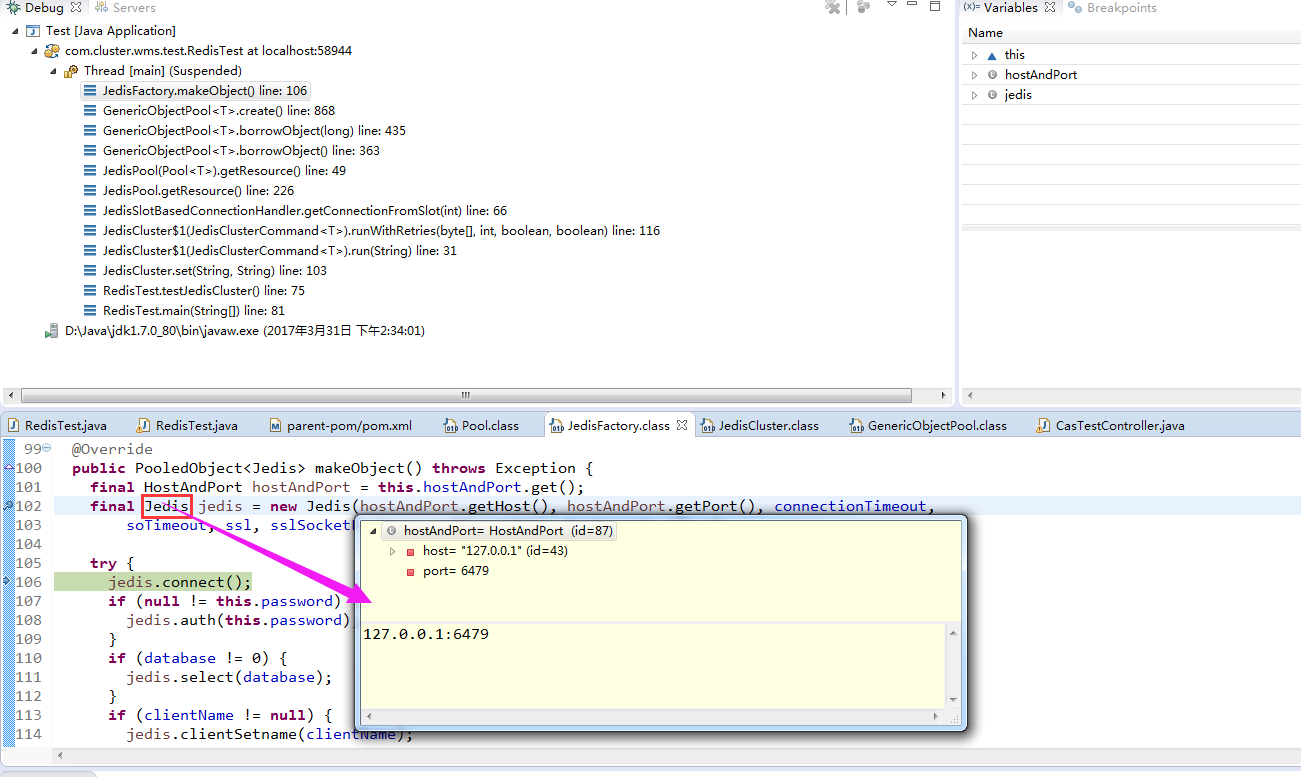 Debug Servers
Test [Java Application]
com.cluster.wms.test.RedisTest at localhost:58944
Thread [main] (Suspended)
JedisFactory.makeObject() line: 106
GenericObjectPool<T>.create() line: 868
GenericObjectPool<T>.borrowObject(long) line: 435
GenericObjectPool<T>.borrowObject() line: 363
JedisPool(Pool<T>).getResource() line: 49
JedisPool.getResource() line: 226
JedisSlotBasedConnectionHandler.getConnectionFromSlot(int) line: 66
JedisCluster$1(JedisClusterCommand<T>).runWithRetries(byte[], int, boolean, boolean) line: 116
JedisCluster$1(JedisClusterCommand<T>).run(String) line: 31
JedisCluster.set(String, String) line: 103
RedisTest.testJedisCluster() line: 75
RedisTest.main(String[]) line: 81
D:\Java\jdk1.7.0_80\bin\javaw.exe (2017年3月31日 下午2:34:01)
(x)= Variables Breakpoints
Name
this
hostAndPort
jedis
RedisTest.java RedisTest.java parent-pom/pom.xml Pool.class JedisFactory.class JedisCluster.class GenericObjectPool.class CasTestController.java
99 @Override
100 public PooledObject<Jedis> makeObject() throws Exception {
101 final HostAndPort hostAndPort = this.hostAndPort.get();
102 final Jedis jedis = new Jedis(hostAndPort.getHost(), hostAndPort.getPort(), connectionTimeout,
103 soTimeout, ssl, sslSocket
104
105 try {
106 jedis.connect();
107 if (null != this.password)
108 jedis.auth(this.password)
109 }
110 if (database != 0) {
111 jedis.select(database);
112 }
113 if (clientName != null) {
114 jedis.clientSetname(clientName);
hostAndPort= HostAndPort (id=87)
host= "127.0.0.1" (id=43)
port= 6479
127.0.0.1:6479